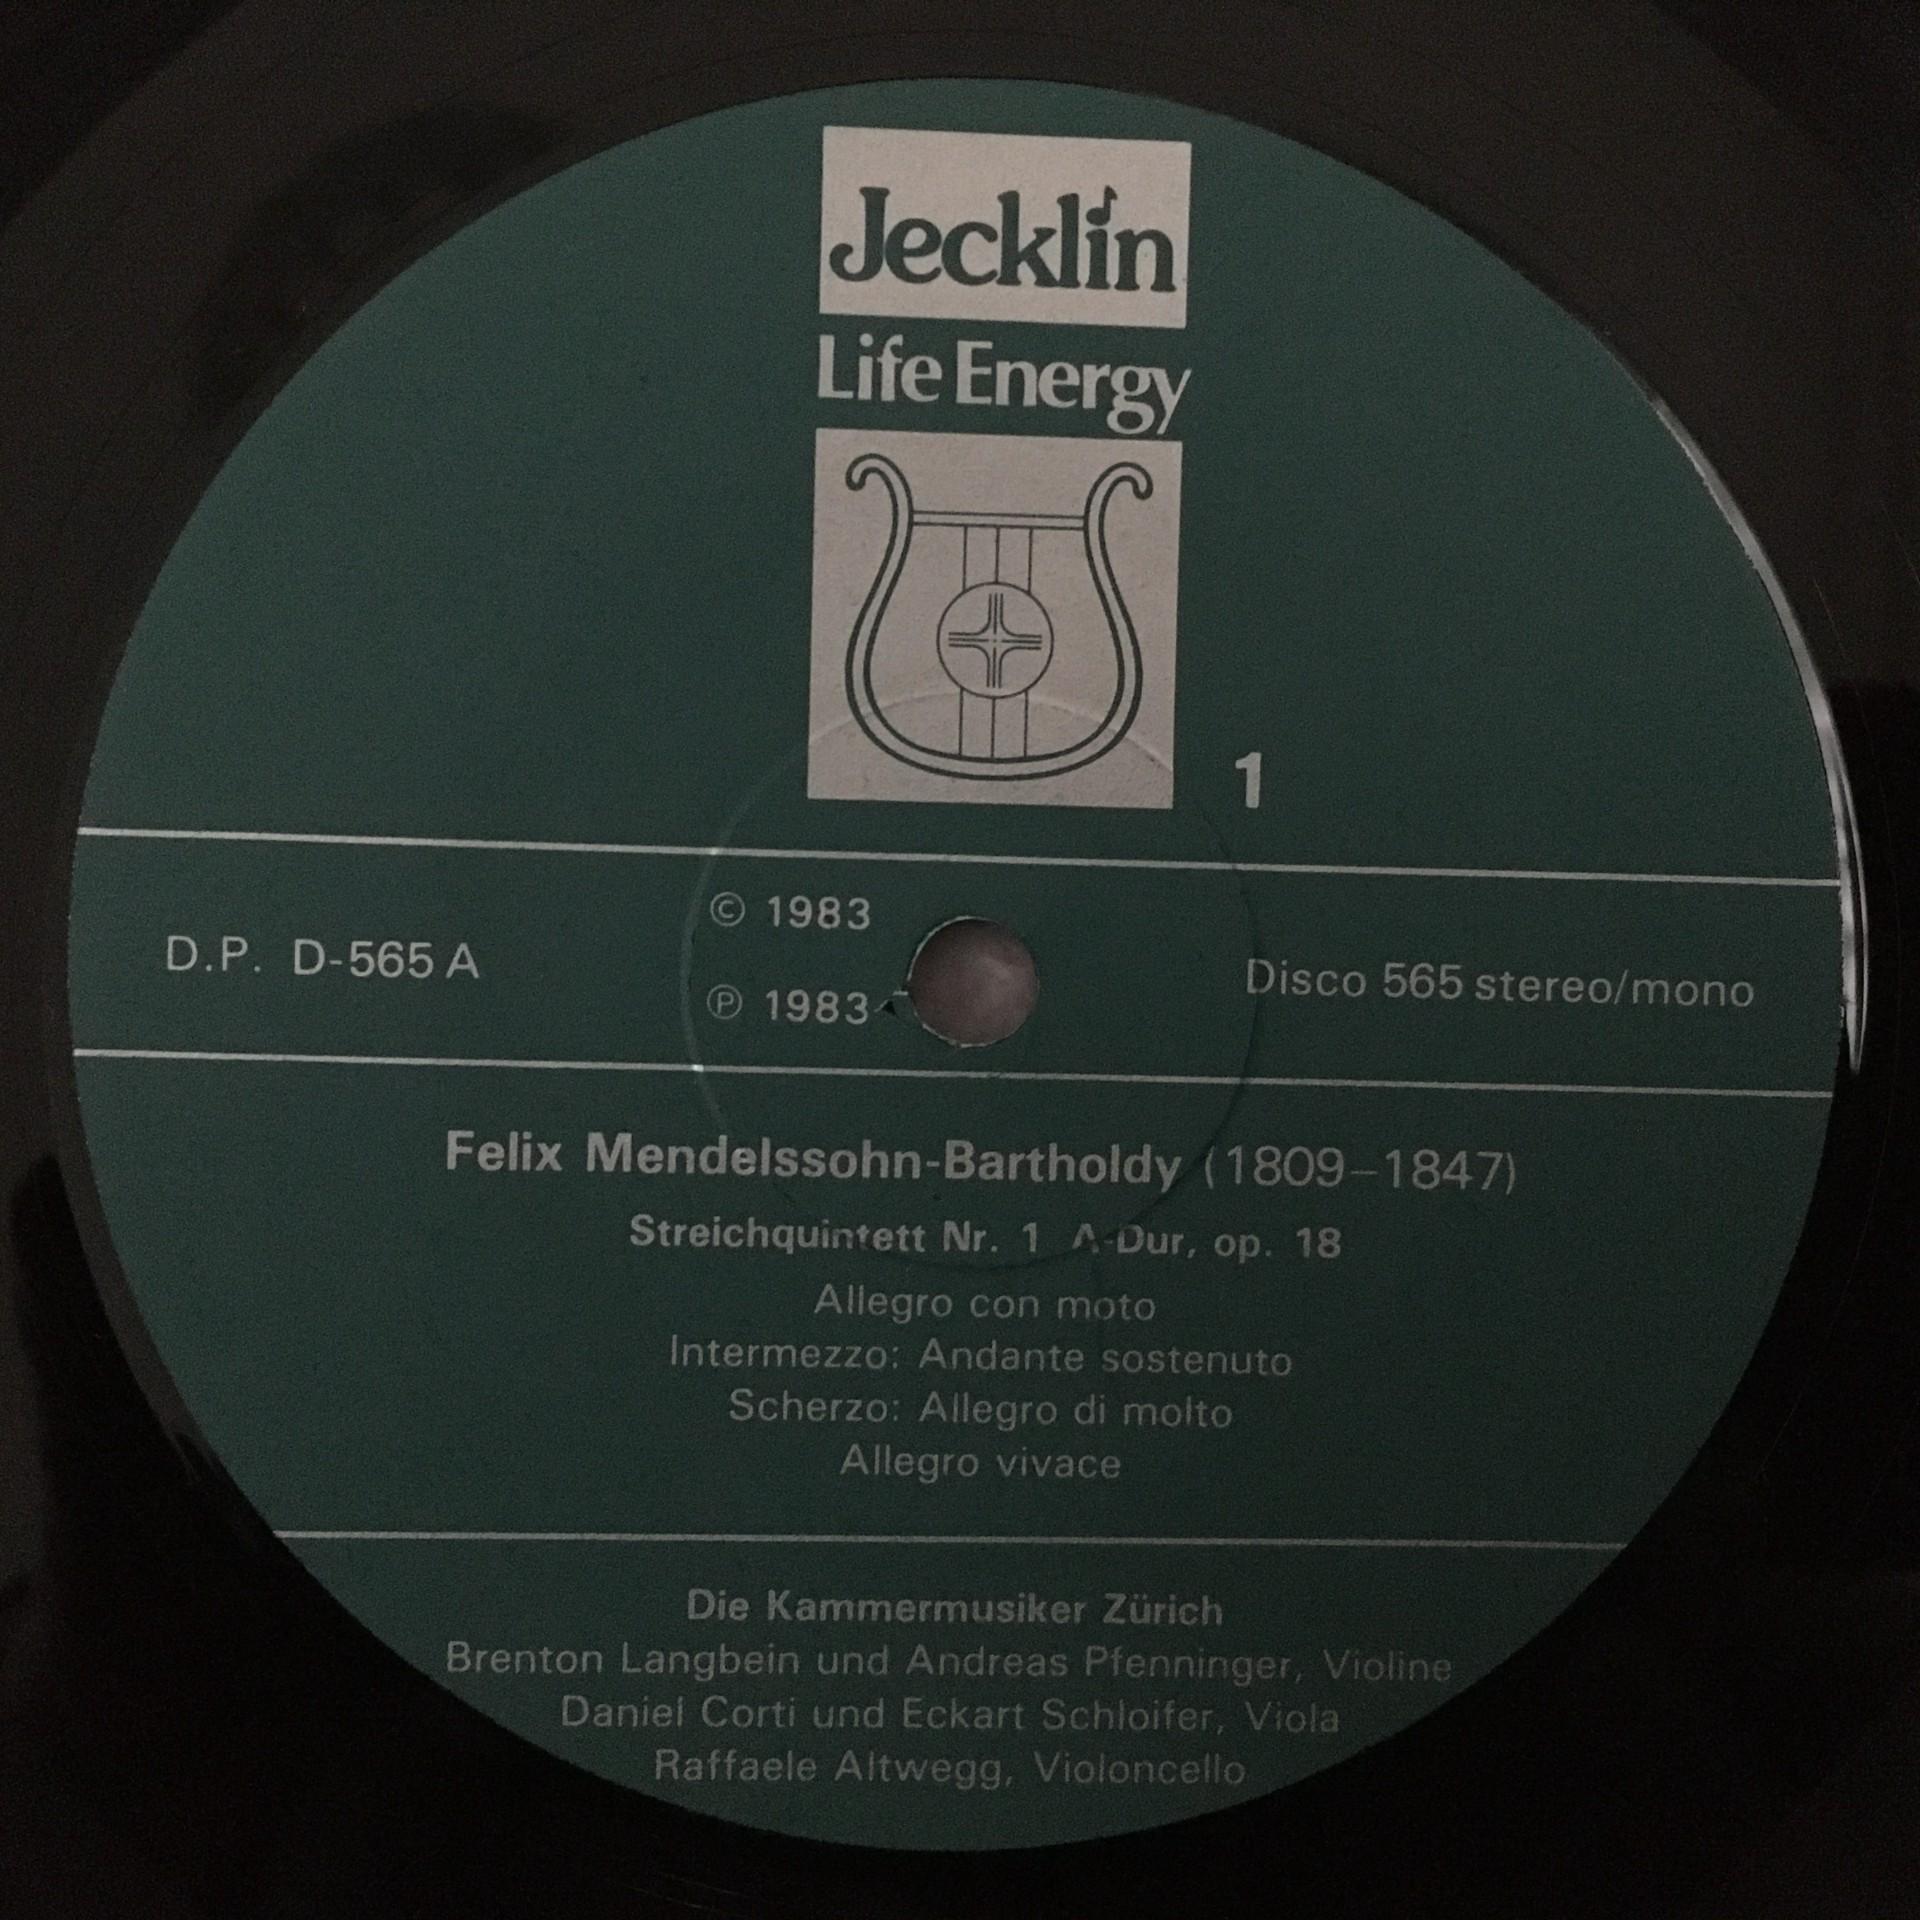 Jecklin
Life Energy
1
D.P. D-565 A
© 1983
℗ 1983
Disco 565 stereo/mono
Felix Mendelssohn-Bartholdy (1809–1847)
Streichquintett Nr. 1 A-Dur, op. 18
Allegro con moto
Intermezzo: Andante sostenuto
Scherzo: Allegro di molto
Allegro vivace
Die Kammermusiker Zürich
Brenton Langbein und Andreas Pfenninger, Violine
Daniel Corti und Eckart Schloifer, Viola
Raffaele Altwegg, Violoncello